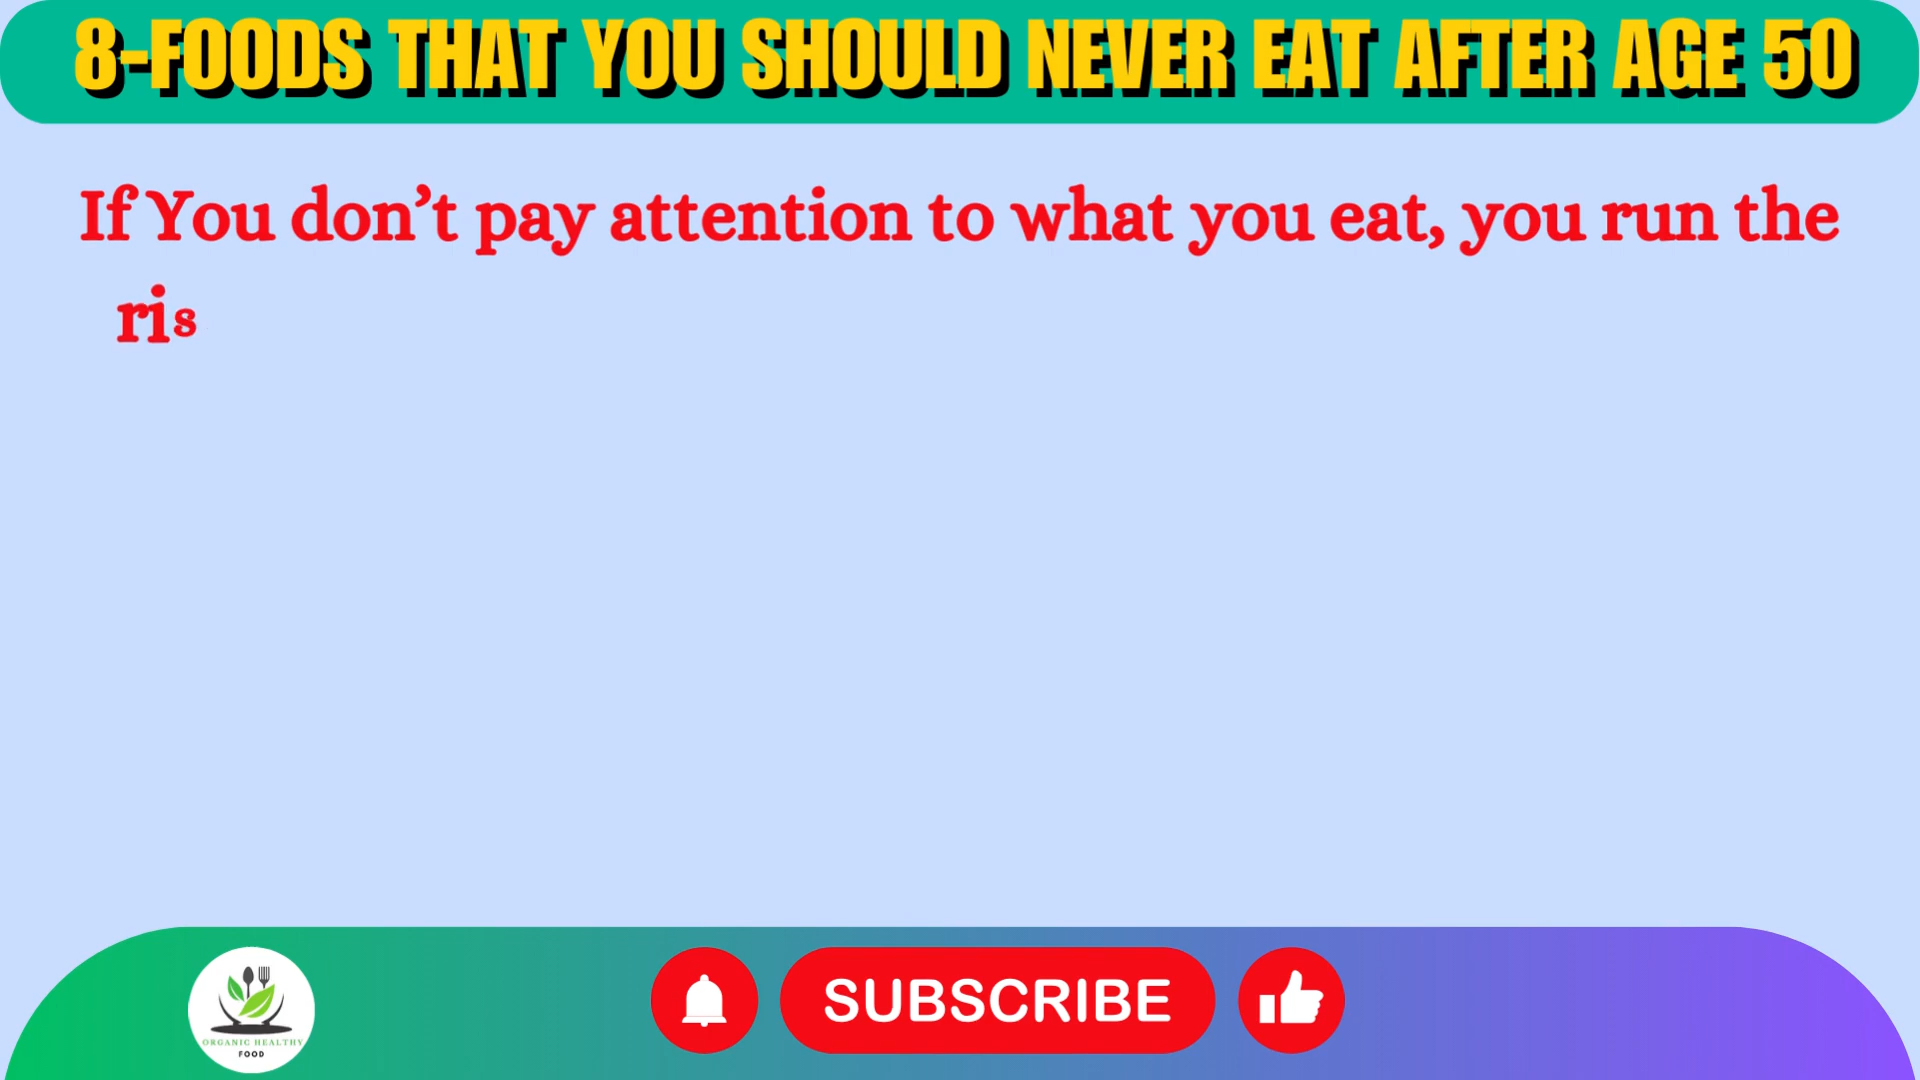 8-FOODS THAT YOU SHOULD NEVER EAT AFTER AGE 50
If You don’t pay attention to what you eat, you run the
ris
ORGANIC HEALTHY
FOOD
SUBSCRIBE